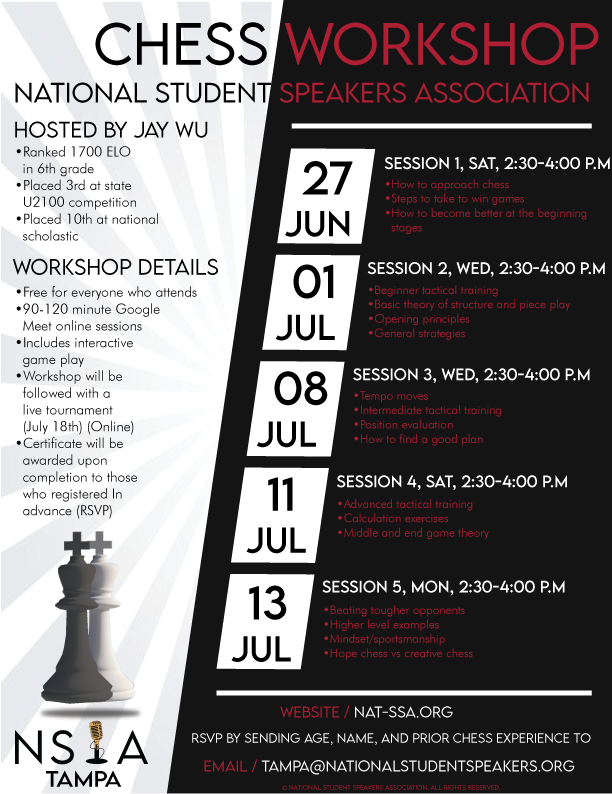 CHESS WORKSHOP
NATIONAL STUDENT SPEAKERS ASSOCIATION
HOSTED BY JAY WU
•Ranked 1700 ELO
in 6th grade
•Placed 3rd at state
U2100 competition
•Placed 10th at national
scholastic
WORKSHOP DETAILS
•Free for everyone who attends
•90-120 minute Google
Meet online sessions
•Includes interactive
game play
•Workshop will be
followed with a
live tournament
(July 18th) (Online)
•Certificate will be
awarded upon
completion to those
who registered In
advance (RSVP)
27
JUN
SESSION 1, SAT, 2:30-4:00 P.M
•How to approach chess
•Steps to take to win games
•How to become better at the beginning
stages
01
JUL
SESSION 2, WED, 2:30-4:00 P.M
•Beginner tactical training
•Basic theory of structure and piece play
•Opening principles
•General strategies
08
JUL
SESSION 3, WED, 2:30-4:00 P.M
•Tempo moves
•Intermediate tactical training
•Position evaluation
•How to find a good plan
11
JUL
SESSION 4, SAT, 2:30-4:00 P.M
•Advanced tactical training
•Calculation exercises
•Middle and end game theory
13
JUL
SESSION 5, MON, 2:30-4:00 P.M
•Beating tougher opponents
•Higher level examples
•Mindset/sportsmanship
•Hope chess vs creative chess
NS A
TAMPA
WEBSITE / NAT-SSA.ORG
RSVP BY SENDING AGE, NAME, AND PRIOR CHESS EXPERIENCE TO
EMAIL / TAMPA@NATIONALSTUDENTSPEAKERS.ORG
© NATIONAL STUDENT SPEAKERS ASSOCIATION. ALL RIGHTS RESERVED.